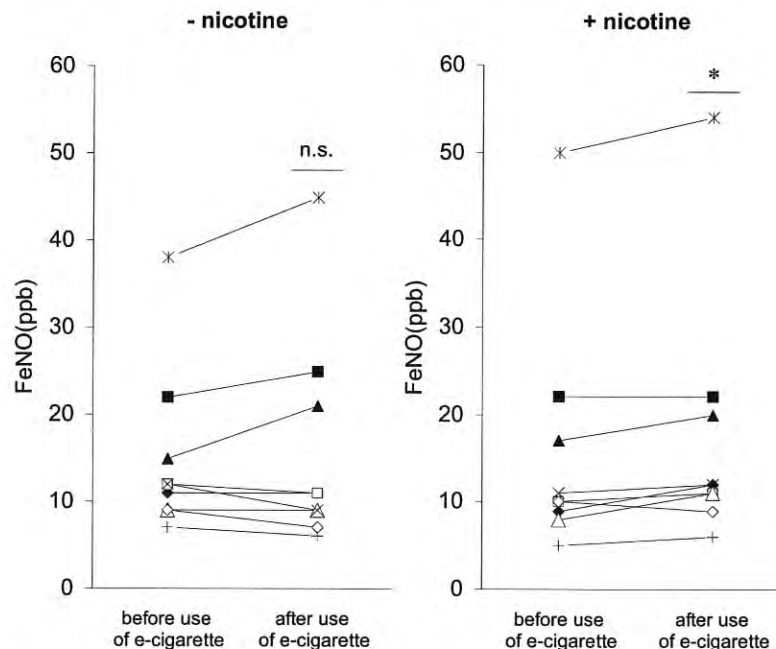 - nicotine
60
50
40
30
20
10
0
FeNO(ppb)
n.s.
before use
of e-cigarette
after use
of e-cigarette
+ nicotine
60
50
40
30
20
10
0
FeNO(ppb)
*
before use
of e-cigarette
after use
of e-cigarette